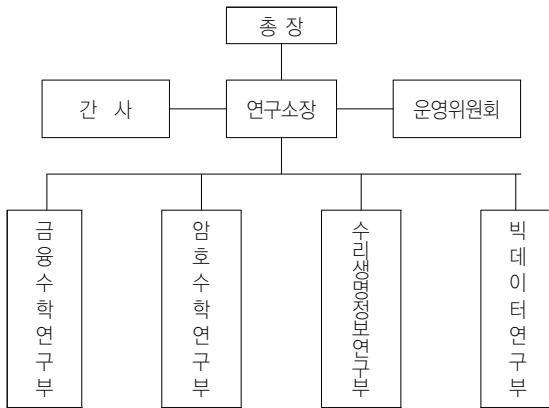 총 장
간 사
연구소장
운영위원회
금융수학연구부
암호수학연구부
수리생명정보연구부
빅데이터연구부